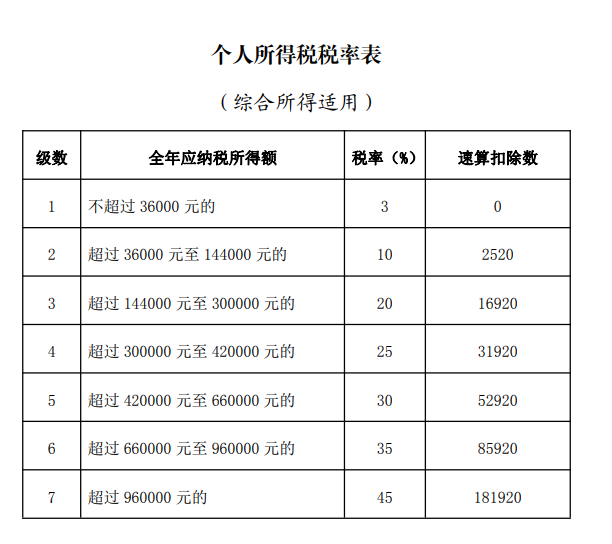 个人所得税税率表
（综合所得适用）
级数 全年应纳税所得额 税率（%） 速算扣除数
1 不超过 36000 元的 3 0
2 超过 36000 元至 144000 元的 10 2520
3 超过 144000 元至 300000 元的 20 16920
4 超过 300000 元至 420000 元的 25 31920
5 超过 420000 元至 660000 元的 30 52920
6 超过 660000 元至 960000 元的 35 85920
7 超过 960000 元的 45 181920